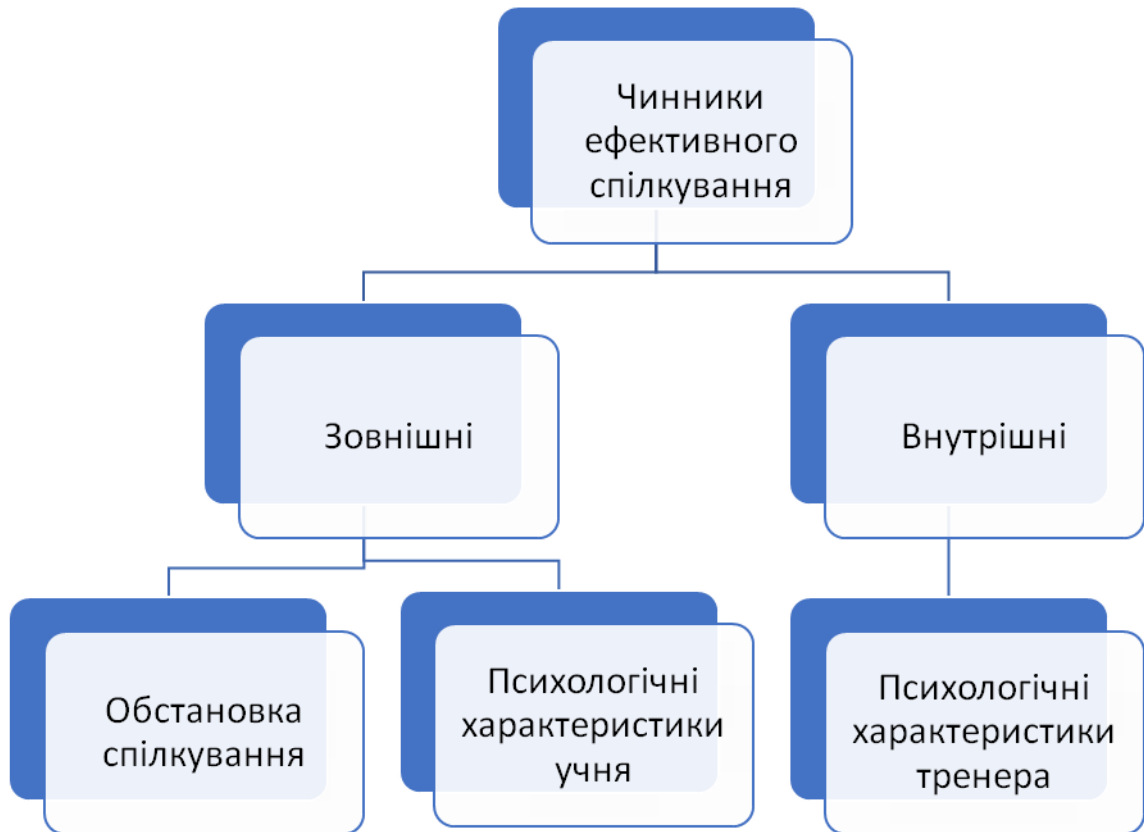 Чинники
ефективного
спілкування
Зовнішні
Внутрішні
Обстановка
спілкування
Психологічні
характеристики
учня
Психологічні
характеристики
тренера